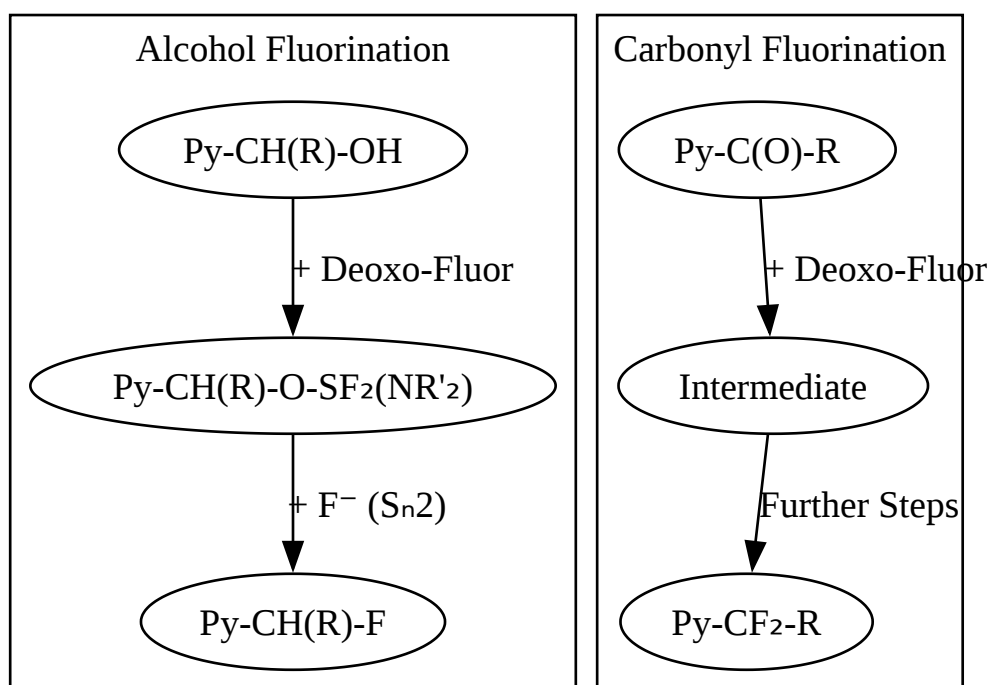 Alcohol Fluorination
Py-CH(R)-OH
+ Deoxo-Fluor
Py-CH(R)-O-SF₂(NR'₂)
+ F⁻ (Sₙ2)
Py-CH(R)-F
Carbonyl Fluorination
Py-C(O)-R
+ Deoxo-Fluor
Intermediate
Further Steps
Py-CF₂-R